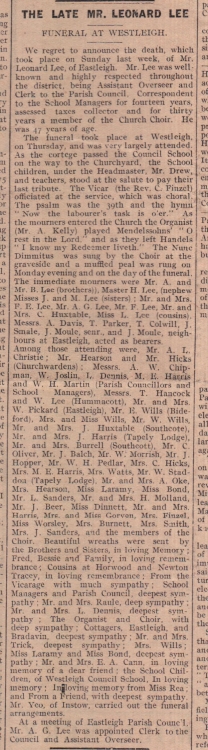 THE LATE MR. LEONARD LEE
FUNERAL AT WESTLEIGH.
We regret to announce the death, which
took place on Sunday last week, of Mr.
Leonard Lee, of Eastleigh. Mr. Lee was well-
known and highly respected throughout
the district, being Assistant Overseer and
Clerk to the Parish Council. Correspondent
to the School Managers for fourteen years,
assessed taxes collector and for thirty
years a member of the Church Choir. He
was 47 years of age.
The funeral took place at Westleigh,
on Thursday, and was very largely attended.
As the cortege passed the Council School
on the way to the Churchyard, the School
children, under the Headmaster, Mr. Drew,
and teachers, stood at the salute to pay their
last tribute. The Vicar (the Rev. C. Finzel)
officiated at the service, which was choral.
The psalm was the 39th and the hymn
"Now the labourer's task is o'er." As
the mourners entered the Church the Organist
(Mr. A. Kelly) played Mendelssohns' "O
rest in the Lord." and as they left Handels
"I know my Redeemer liveth." The Nunc
Dimmitus was sung by the Choir at the
graveside and a muffled peal was rung on
Monday evening and on the day of the funeral.
The immediate mourners were Mr. A. and
Mr. B. Lee (brothers), Master H. Lee, (nephew)
Misses J. and M. Lee (sisters); Mr. and Mrs.
P. E. Lee, Mr. A. G. Lee, Mr. F. Lee, Mr. and
Mrs. C. Huxtable, Miss L. Lee (cousins);
Messrs. A. Davis, T. Parker, T. Colwill, J.
Smale, J. Moule, senr., and J. Moule, neigh-
bours at Eastleigh, acted as bearers.
Among those attending were, Mr. A. L.
Christie; Mr. Hearson and Mr. Hicks
(Churchwardens); Messrs. A. W. Chip-
man, W. Joslin, L. Dennis, M. E. Harris
and W. H. Martin (Parish Councillors and
School Managers), Messrs. T. Hancock
and W. Lee (Hummacott), Mr. and Mrs.
W. Pickard (Eastleigh), Mr. E. Wills (Bide-
ford), Mrs. and Miss Wills, Mr. W. Wills,
Mr. and Mrs. J. Huxtable (Southcote),
Mr. and Mrs. J. Harris (Tapely Lodge),
Mr. and Mrs. Burrell (Southcott), Mr. C.
Oliver, Mr. J. Balch, Mr. W. Morrish, Mr. J.
Hopper, Mr. W. H. Pedlar, Mrs. C. Hicks,
Mrs. M. E. Harris, Mrs. Watts, Mr. W. Stad-
don (Tapely Lodge), Mr. and Mrs. A. Oke,
Mrs. Hearson, Miss Laramy, Miss Bond,
Mr. L. Sanders, Mr. and Mrs. H. Molland,
Mr. J. Beer, Miss Dinnett, Mr. and Mrs.
Harris, Mrs. and Miss Corven, Mrs. Finzel,
Miss Worsley, Mrs. Burnett, Mrs. Smith,
Mrs. J. Sanders, and the members of the
Choir. Beautiful wreaths were sent by
the Brothers and Sisters, in loving Memory;
Fred, Bessie and Family, in loving remem-
brance; Cousins at Horwood and Newton
Tracey, in loving remembrance; From the
Vicarage with much sympathy; School
Managers and Parish Council, deepest sym-
pathy; Mr. and Mrs. Raule, deep sympathy;
Mr. and Mrs. L. Dennis, deepest sym-
pathy; The Organist and Choir, with
deep sympathy; Cottagers, Eastleigh, and
Bradavin, deepest sympathy; Mr. and Mrs.
Trick, deepest sympathy; Mrs. Wills;
Miss Laramy and Miss Bond, deepest sym-
pathy; Mr. and Mrs. E. A. Cann, in loving
memory of a dear friend; the School Chil-
dren, of Westleigh Council School, In loving
memory; In loving memory from Miss Rea;
and From a Friend, with deepest sympathy.
Mr. Veo, of Instow, carried out the funeral
arrangements.
At a meeting of Eastleigh Parish Council,
Mr. A. G. Lee was appointed Clerk to the
Council and Assistant Overseer.